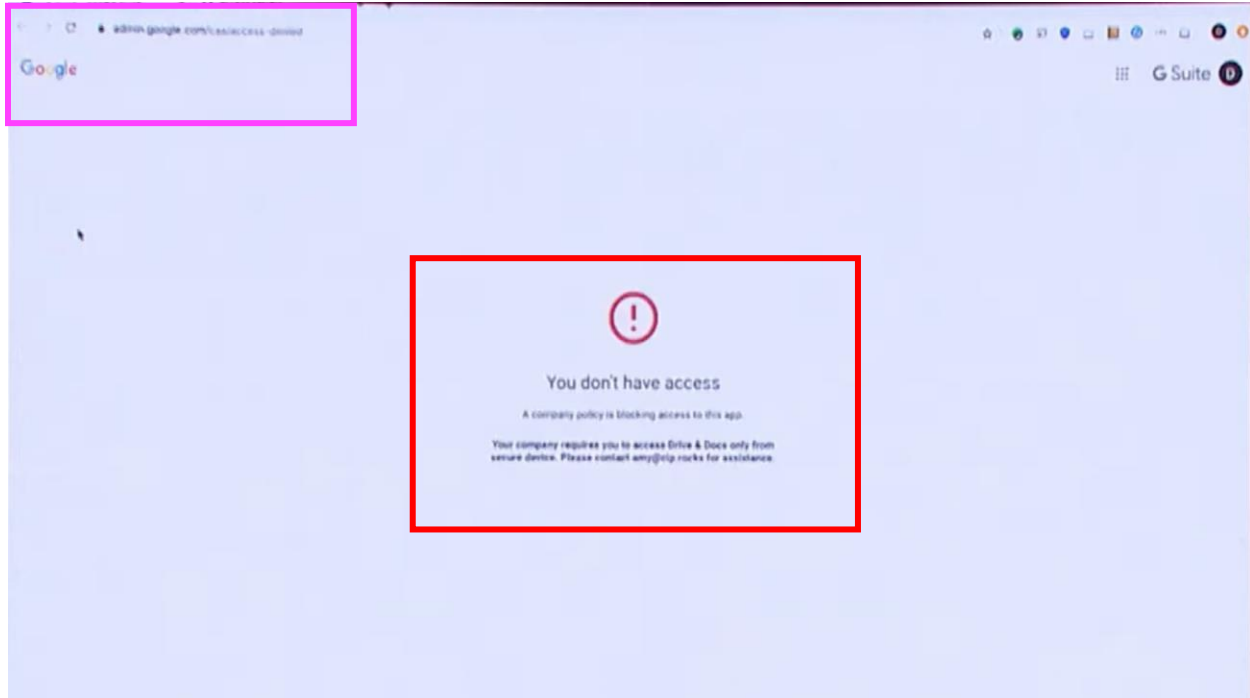 admin.google.com/caa/access-denied
Google
G Suite D
You don't have access
A company policy is blocking access to this app.
Your company requires you to access Drive & Docs only from
secure device. Please contact amy@cip.rocks for assistance.